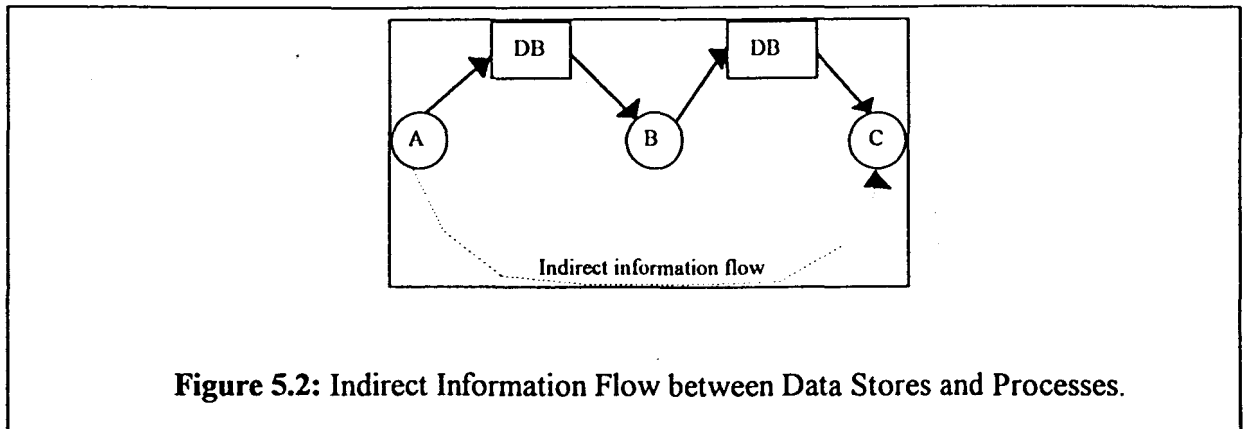 DB
DB
A
B
C
Indirect information flow
Figure 5.2: Indirect Information Flow between Data Stores and Processes.